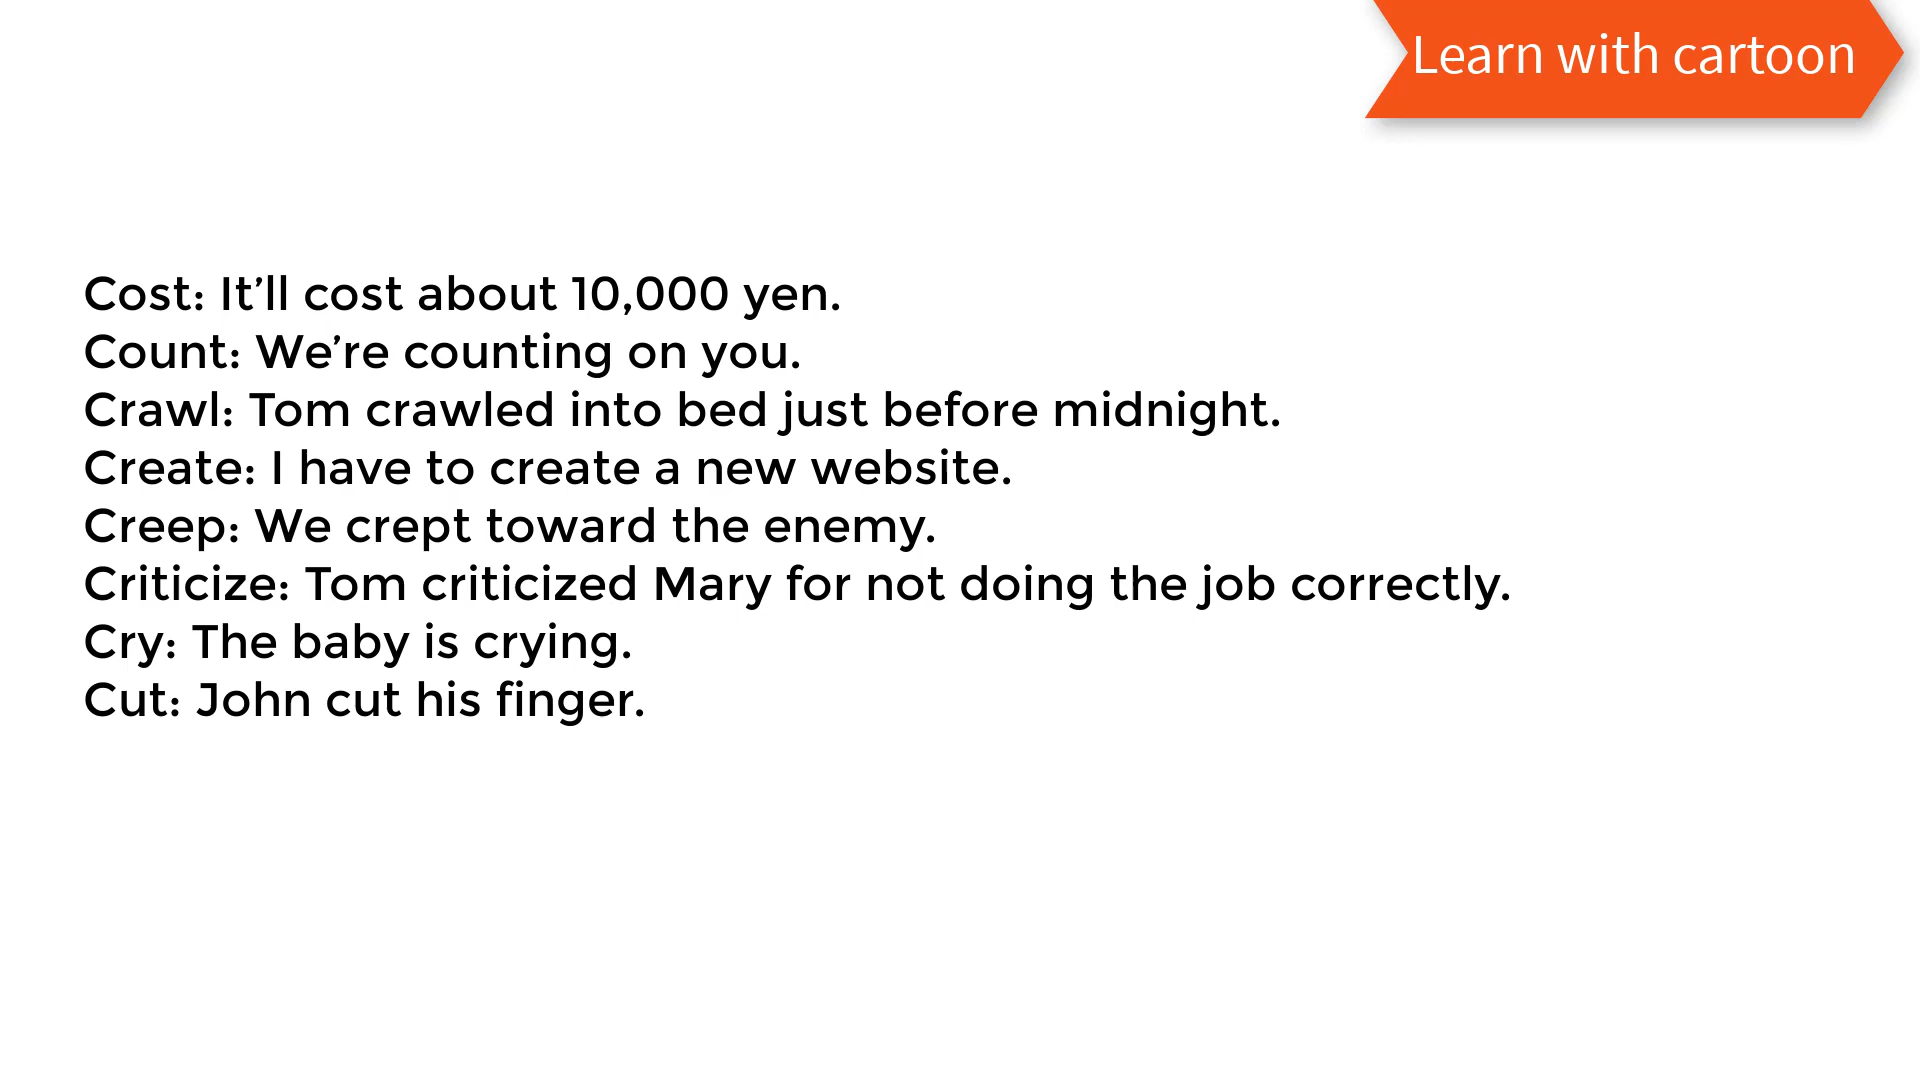 Learn with cartoon
Cost: It’ll cost about 10,000 yen.
Count: We’re counting on you.
Crawl: Tom crawled into bed just before midnight.
Create: I have to create a new website.
Creep: We crept toward the enemy.
Criticize: Tom criticized Mary for not doing the job correctly.
Cry: The baby is crying.
Cut: John cut his finger.